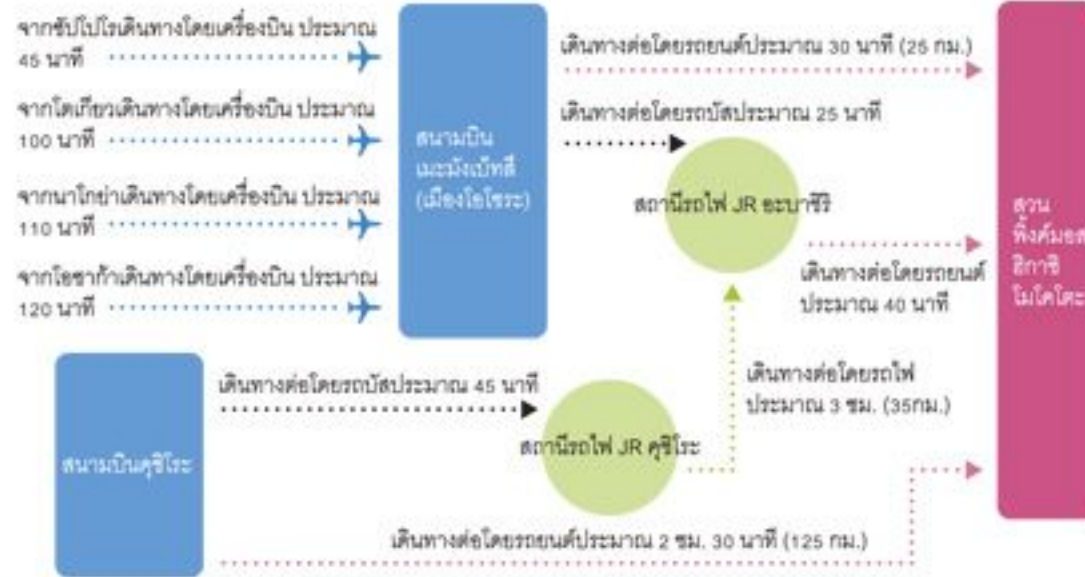 จากซัปโปโรเดินทางโดยเครื่องบิน ประมาณ
45 นาที
จากโตเกียวเดินทางโดยเครื่องบิน ประมาณ
100 นาที
จากนาโกย่าเดินทางโดยเครื่องบิน ประมาณ
110 นาที
จากโอซาก้าเดินทางโดยเครื่องบิน ประมาณ
120 นาที
สนามบิน
เมะมังเบ็ทสึ
(เมืองโอโซระ)
เดินทางต่อโดยรถยนต์ประมาณ 30 นาที (25 กม.)
เดินทางต่อโดยรถบัสประมาณ 25 นาที
สถานีรถไฟ JR อะบาชิริ
เดินทางต่อโดยรถยนต์
ประมาณ 40 นาที
สวน
พิ้งค์มอส
ฮิกาชิ
โมโคโตะ
เดินทางต่อโดยรถบัสประมาณ 45 นาที
เดินทางต่อโดยรถไฟ
ประมาณ 3 ชม. (35กม.)
สนามบินคุชิโระ
สถานีรถไฟ JR คุชิโระ
เดินทางต่อโดยรถยนต์ประมาณ 2 ชม. 30 นาที (125 กม.)